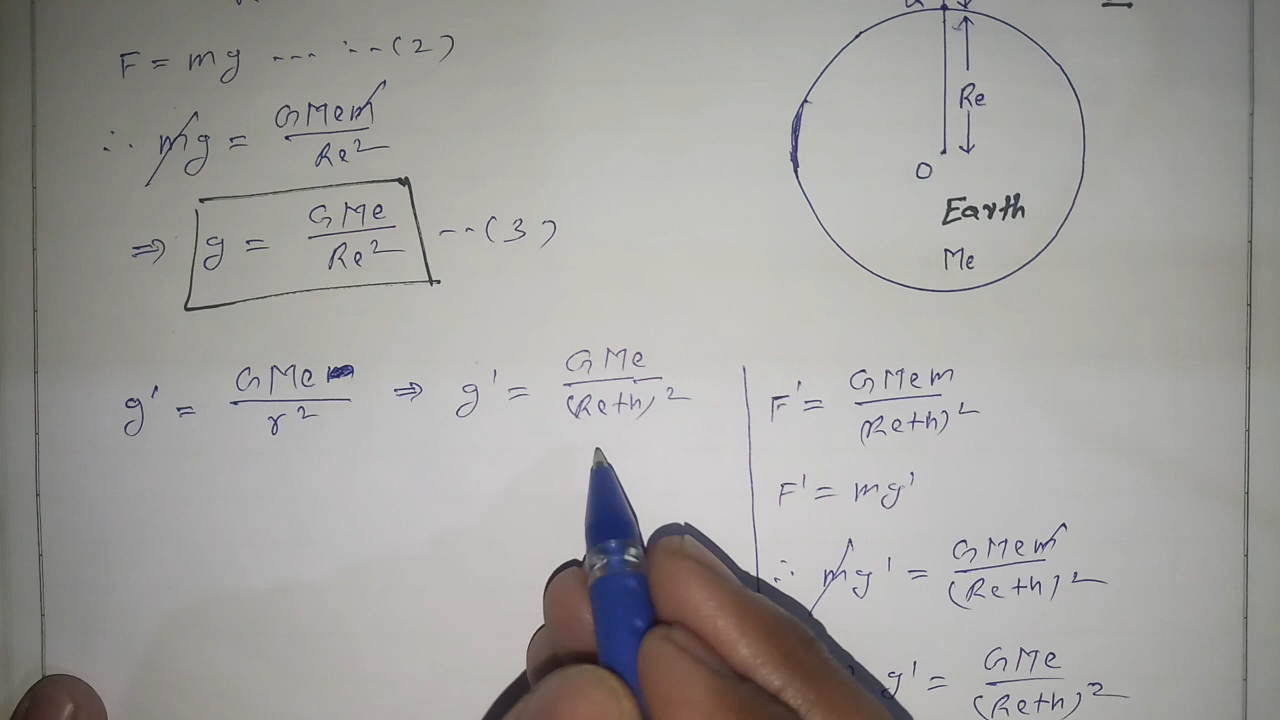 F = mg --- ---(2)
∴ mg = GMem/Re²
⇒ g = GMe/Re² --(3)
Re
O
Earth
Me
g' = GMe/r² ⇒ g' = GMe/(Re+h)²
F' = GMem/(Re+h)²
F' = mg'
∴ mg' = GMem/(Re+h)²
g' = GMe/(Re+h)²